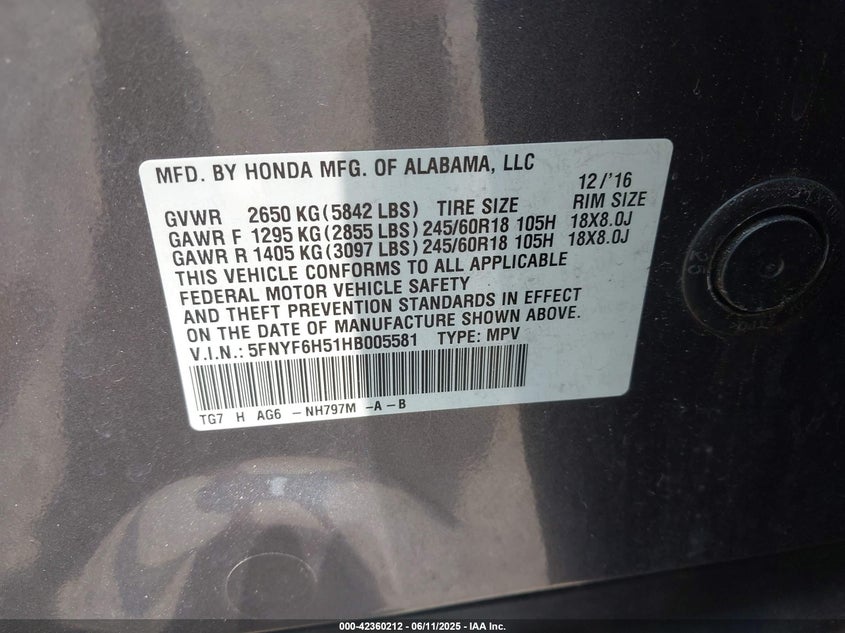 MFD. BY HONDA MFG. OF ALABAMA, LLC
12/'16
GVWR 2650 KG(5842 LBS) TIRE SIZE RIM SIZE
GAWR F 1295 KG(2855 LBS) 245/60R18 105H 18X8.0J
GAWR R 1405 KG(3097 LBS) 245/60R18 105H 18X8.0J
THIS VEHICLE CONFORMS TO ALL APPLICABLE
FEDERAL MOTOR VEHICLE SAFETY
AND THEFT PREVENTION STANDARDS IN EFFECT
ON THE DATE OF MANUFACTURE SHOWN ABOVE.
V.I.N.: 5FNYF6H51HB005581 TYPE: MPV
TG7 H AG6 -NH797M -A-B
25
000-42360212 - 06/11/2025 - IAA Inc.